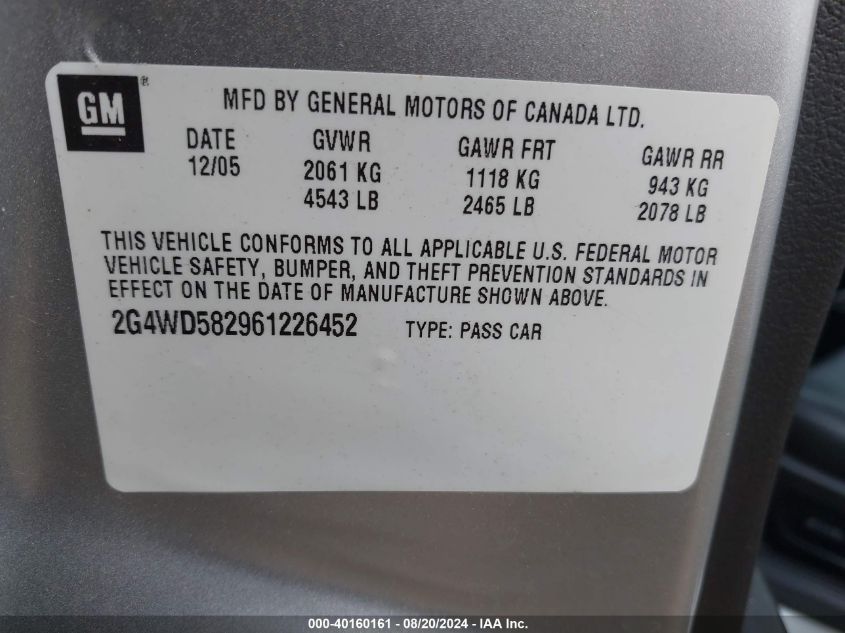 GM®
MFD BY GENERAL MOTORS OF CANADA LTD.
DATE GVWR GAWR FRT GAWR RR
12/05 2061 KG 1118 KG 943 KG
4543 LB 2465 LB 2078 LB
THIS VEHICLE CONFORMS TO ALL APPLICABLE U.S. FEDERAL MOTOR
VEHICLE SAFETY, BUMPER, AND THEFT PREVENTION STANDARDS IN
EFFECT ON THE DATE OF MANUFACTURE SHOWN ABOVE.
2G4WD582961226452 TYPE: PASS CAR
000-40160161 - 08/20/2024 - IAA Inc.